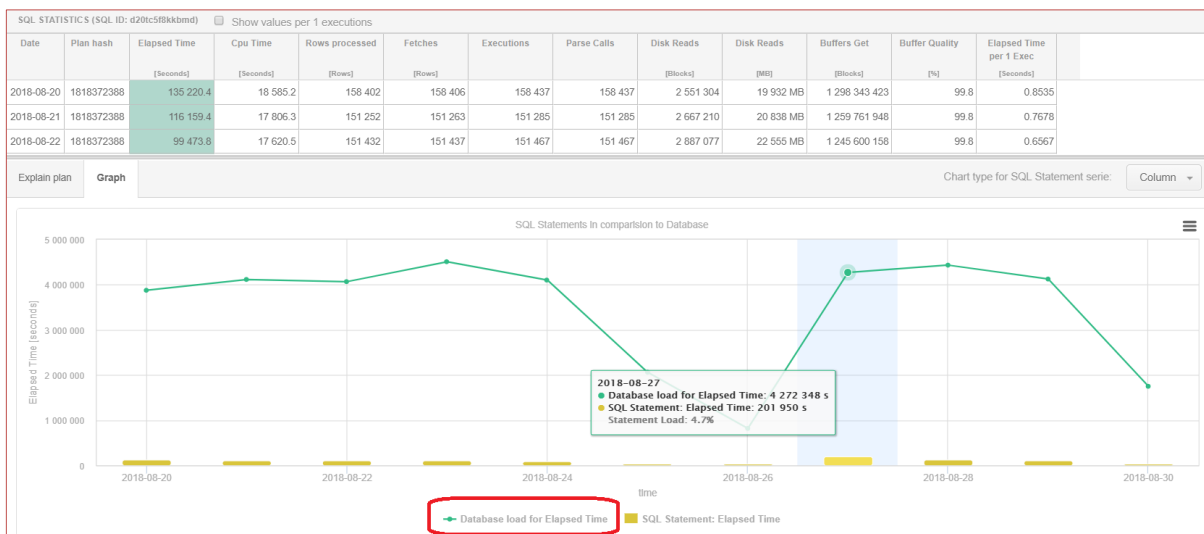 SQL STATISTICS (SQL ID: d20tc5f8kkbmd) Show values per 1 executions
Date Plan hash Elapsed Time Cpu Time Rows processed Fetches Executions Parse Calls Disk Reads Disk Reads Buffers Get Buffer Quality Elapsed Time per 1 Exec
[Seconds] [Seconds] [Rows] [Rows] [Blocks] [MB] [Blocks] [%] [Seconds]
2018-08-20 1818372388 135 220.4 18 585.2 158 402 158 406 158 437 158 437 2 551 304 19 932 MB 1 298 343 423 99.8 0.8535
2018-08-21 1818372388 116 159.4 17 806.3 151 252 151 263 151 285 151 285 2 667 210 20 838 MB 1 259 761 948 99.8 0.7678
2018-08-22 1818372388 99 473.8 17 620.5 151 432 151 437 151 467 151 467 2 887 077 22 555 MB 1 245 600 158 99.8 0.6567
Explain plan Graph Chart type for SQL Statement serie: Column
SQL Statements in comparision to Database
Elapsed Time [seconds]
5 000 000
4 000 000
3 000 000
2 000 000
1 000 000
0
2018-08-27
Database load for Elapsed Time: 4 272 348 s
SQL Statement: Elapsed Time: 201 950 s
Statement Load: 4.7%
2018-08-20 2018-08-22 2018-08-24 2018-08-26 2018-08-28 2018-08-30
time
Database load for Elapsed Time SQL Statement: Elapsed Time